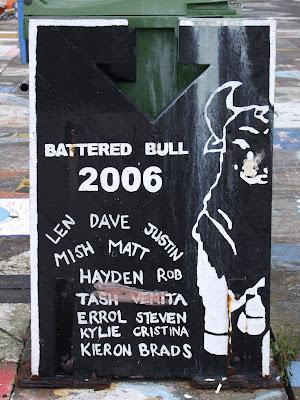 BATTERED BULL
2006
LEN DAVE JUSTIN
MISH MATT
HAYDEN ROB
TASH VENITA
ERROL STEVEN
KYLIE CRISTINA
KIERON BRADS